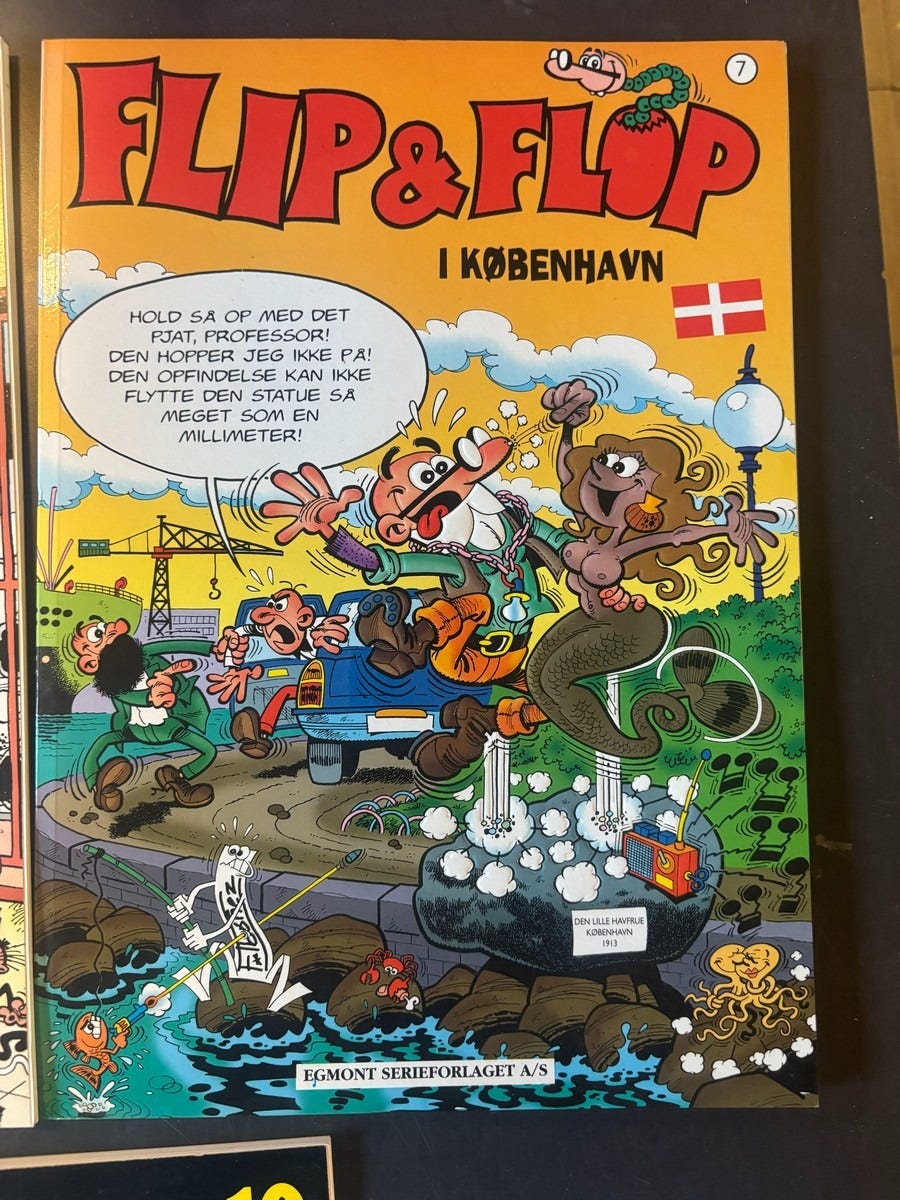 7
FLIP & FLOP
I KØBENHAVN
HOLD SÅ OP MED DET
PJAT, PROFESSOR!
DEN HOPPER JEG IKKE PÅ!
DEN OPFINDELSE KAN IKKE
FLYTTE DEN STATUE SÅ
MEGET SOM EN
MILLIMETER!
DEN LILLE HAVFRUE
KØBENHAVN
1913
EGMONT SERIEFORLAGET A/S